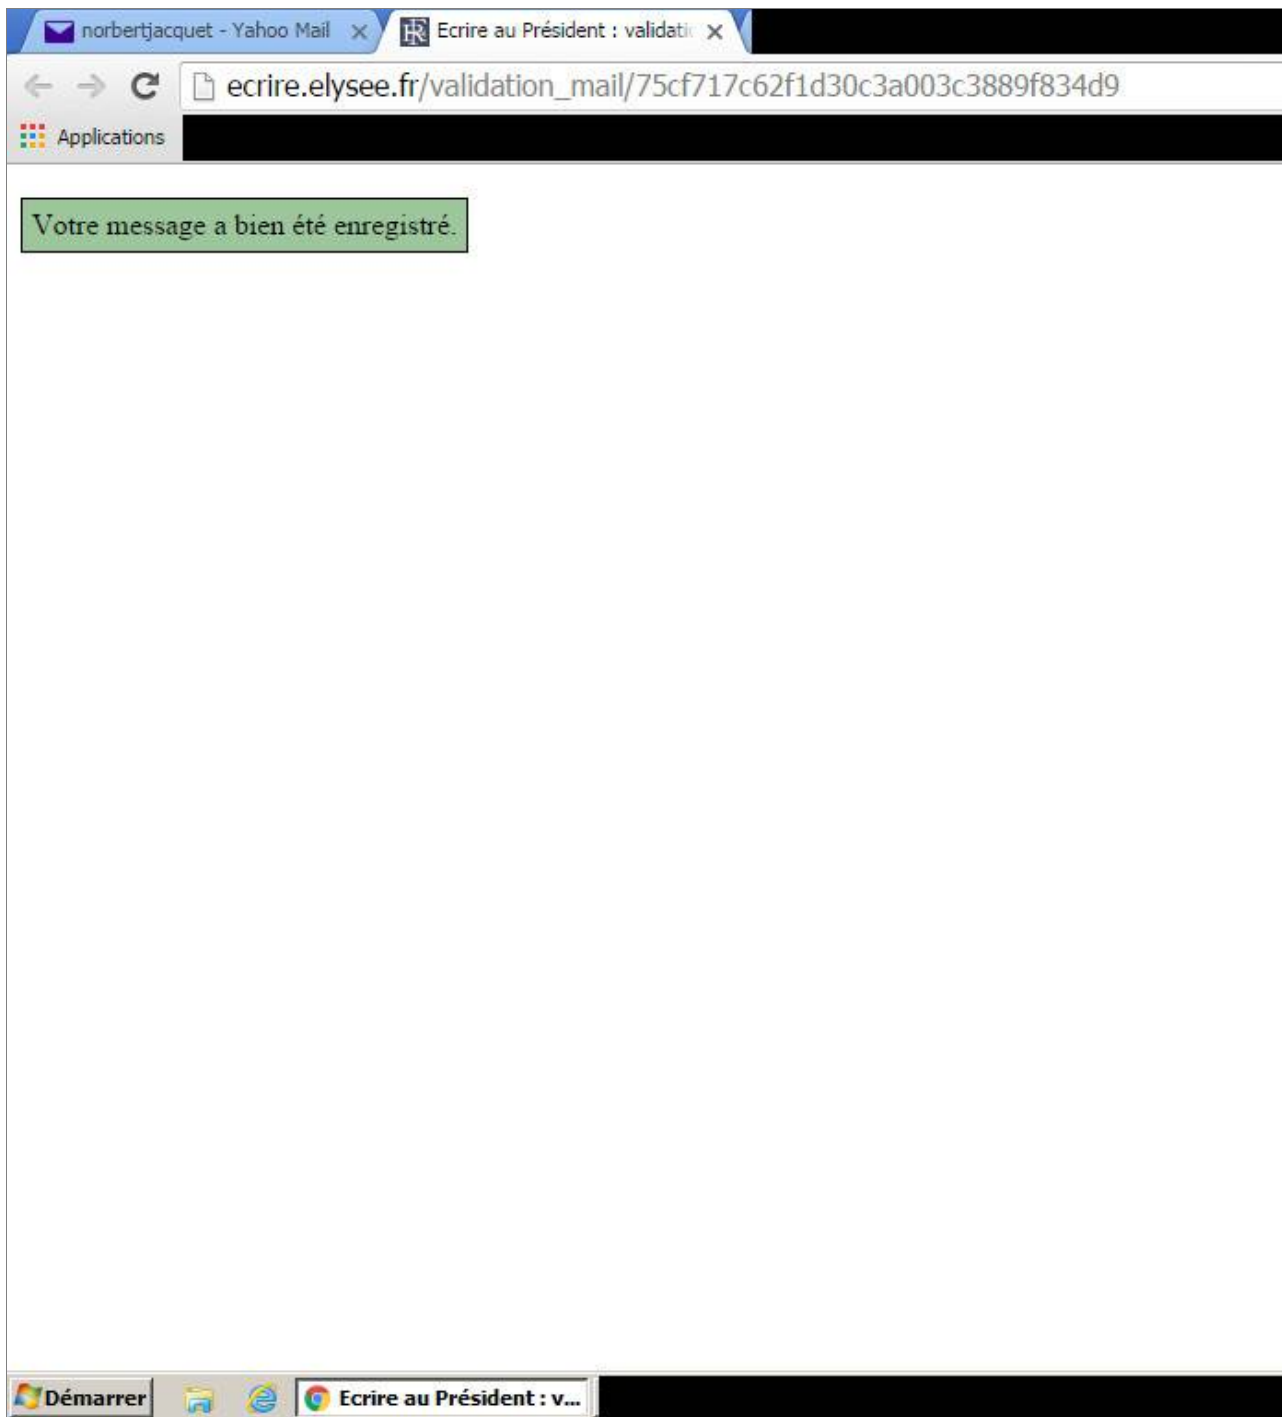 norbertjacquet - Yahoo Mail
Ecrire au Président : validati
ecrire.elysee.fr/validation_mail/75cf717c62f1d30c3a003c3889f834d9
Applications
Votre message a bien été enregistré.
Démarrer
Ecrire au Président : v...